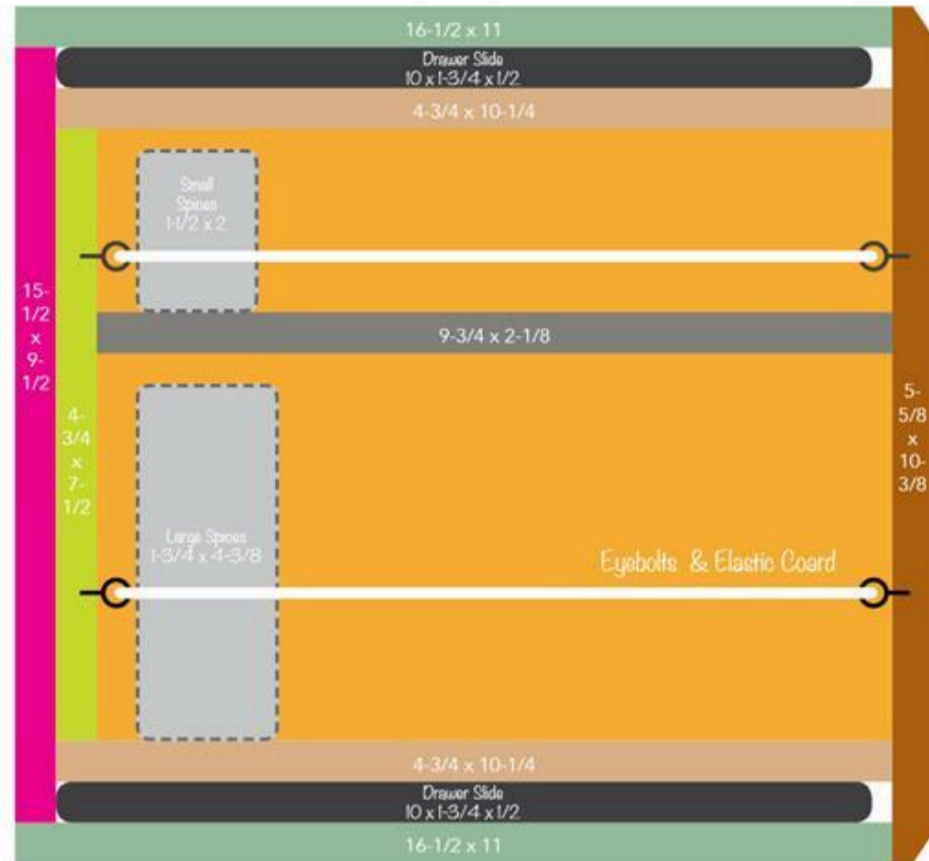 16-1/2 x 11
Drawer Slide
10 x 1-3/4 x 1/2
4-3/4 x 10-1/4
Small
Spices
1-1/2 x 2
15-
1/2
x
9-
1/2
9-3/4 x 2-1/8
4-
3/4
x
7-
1/2
5-
5/8
x
10-
3/8
Large Spices
1-3/4 x 4-3/8
Eyebolts & Elastic Coard
4-3/4 x 10-1/4
Drawer Slide
10 x 1-3/4 x 1/2
16-1/2 x 11